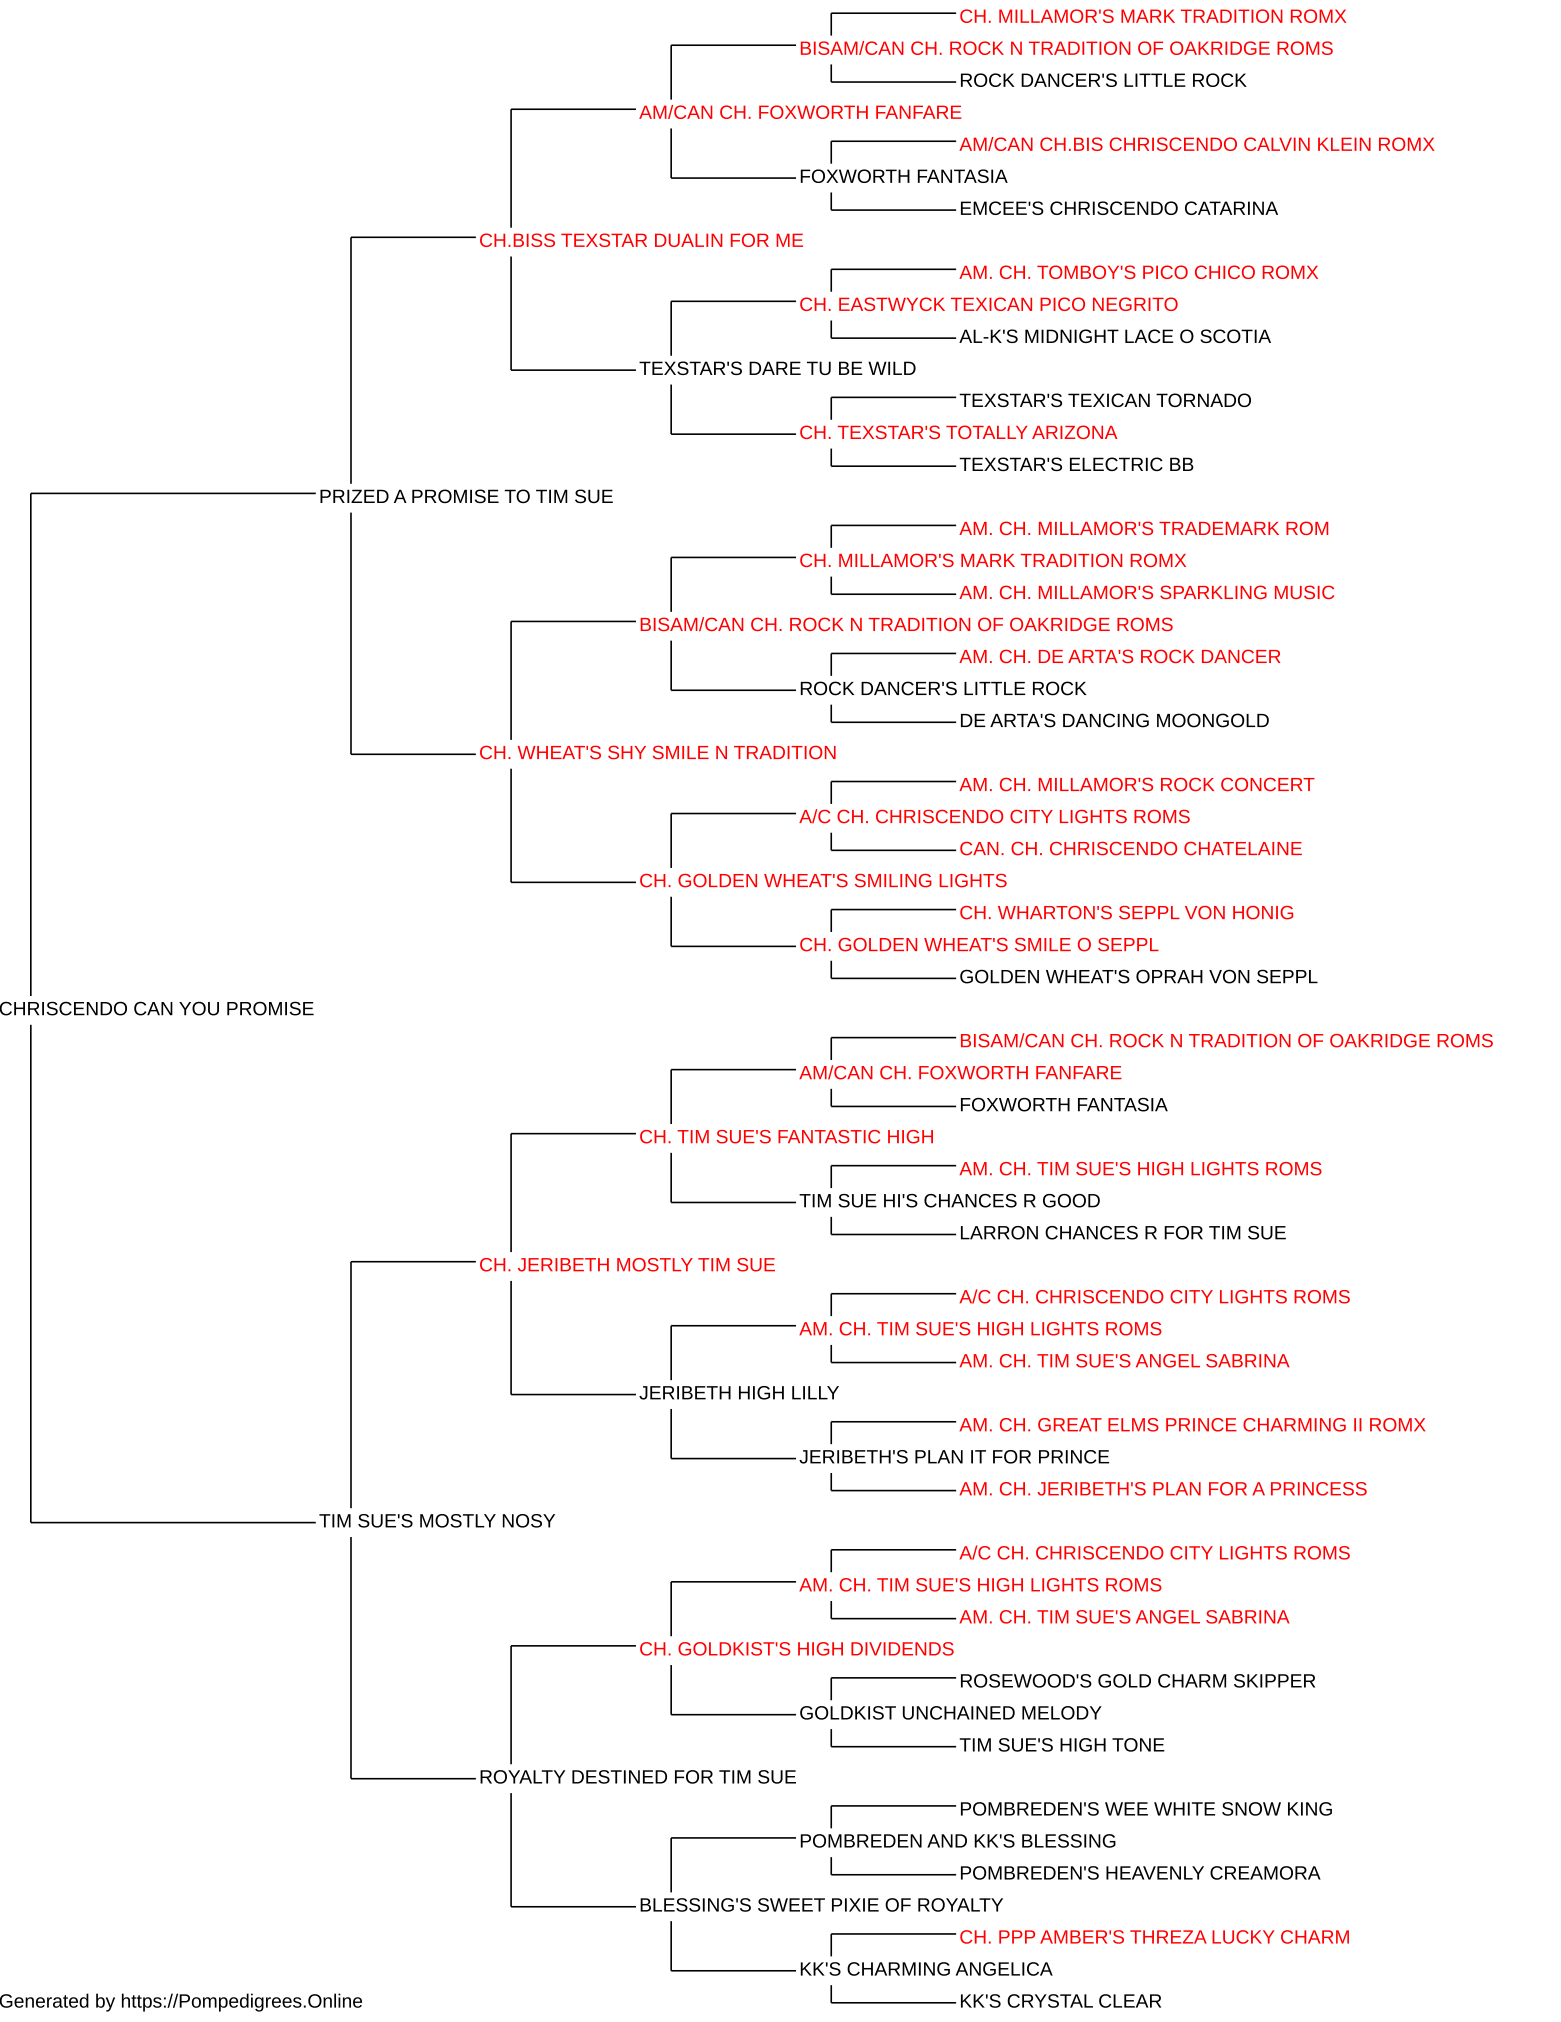 CH. MILLAMOR'S MARK TRADITION ROMX
BISAM/CAN CH. ROCK N TRADITION OF OAKRIDGE ROMS
ROCK DANCER'S LITTLE ROCK
AM/CAN CH. FOXWORTH FANFARE
AM/CAN CH.BIS CHRISCENDO CALVIN KLEIN ROMX
FOXWORTH FANTASIA
EMCEE'S CHRISCENDO CATARINA
CH.BISS TEXSTAR DUALIN FOR ME
AM. CH. TOMBOY'S PICO CHICO ROMX
CH. EASTWYCK TEXICAN PICO NEGRITO
AL-K'S MIDNIGHT LACE O SCOTIA
TEXSTAR'S DARE TU BE WILD
TEXSTAR'S TEXICAN TORNADO
CH. TEXSTAR'S TOTALLY ARIZONA
TEXSTAR'S ELECTRIC BB
PRIZED A PROMISE TO TIM SUE
AM. CH. MILLAMOR'S TRADEMARK ROM
CH. MILLAMOR'S MARK TRADITION ROMX
AM. CH. MILLAMOR'S SPARKLING MUSIC
BISAM/CAN CH. ROCK N TRADITION OF OAKRIDGE ROMS
AM. CH. DE ARTA'S ROCK DANCER
ROCK DANCER'S LITTLE ROCK
DE ARTA'S DANCING MOONGOLD
CH. WHEAT'S SHY SMILE N TRADITION
AM. CH. MILLAMOR'S ROCK CONCERT
A/C CH. CHRISCENDO CITY LIGHTS ROMS
CAN. CH. CHRISCENDO CHATELAINE
CH. GOLDEN WHEAT'S SMILING LIGHTS
CH. WHARTON'S SEPPL VON HONIG
CH. GOLDEN WHEAT'S SMILE O SEPPL
GOLDEN WHEAT'S OPRAH VON SEPPL
CHRISCENDO CAN YOU PROMISE
BISAM/CAN CH. ROCK N TRADITION OF OAKRIDGE ROMS
AM/CAN CH. FOXWORTH FANFARE
FOXWORTH FANTASIA
CH. TIM SUE'S FANTASTIC HIGH
AM. CH. TIM SUE'S HIGH LIGHTS ROMS
TIM SUE HI'S CHANCES R GOOD
LARRON CHANCES R FOR TIM SUE
CH. JERIBETH MOSTLY TIM SUE
A/C CH. CHRISCENDO CITY LIGHTS ROMS
AM. CH. TIM SUE'S HIGH LIGHTS ROMS
AM. CH. TIM SUE'S ANGEL SABRINA
JERIBETH HIGH LILLY
AM. CH. GREAT ELMS PRINCE CHARMING II ROMX
JERIBETH'S PLAN IT FOR PRINCE
AM. CH. JERIBETH'S PLAN FOR A PRINCESS
TIM SUE'S MOSTLY NOSY
A/C CH. CHRISCENDO CITY LIGHTS ROMS
AM. CH. TIM SUE'S HIGH LIGHTS ROMS
AM. CH. TIM SUE'S ANGEL SABRINA
CH. GOLDKIST'S HIGH DIVIDENDS
ROSEWOOD'S GOLD CHARM SKIPPER
GOLDKIST UNCHAINED MELODY
TIM SUE'S HIGH TONE
ROYALTY DESTINED FOR TIM SUE
POMBREDEN'S WEE WHITE SNOW KING
POMBREDEN AND KK'S BLESSING
POMBREDEN'S HEAVENLY CREAMORA
BLESSING'S SWEET PIXIE OF ROYALTY
CH. PPP AMBER'S THREZA LUCKY CHARM
KK'S CHARMING ANGELICA
KK'S CRYSTAL CLEAR
Generated by https://Pompedigrees.Online